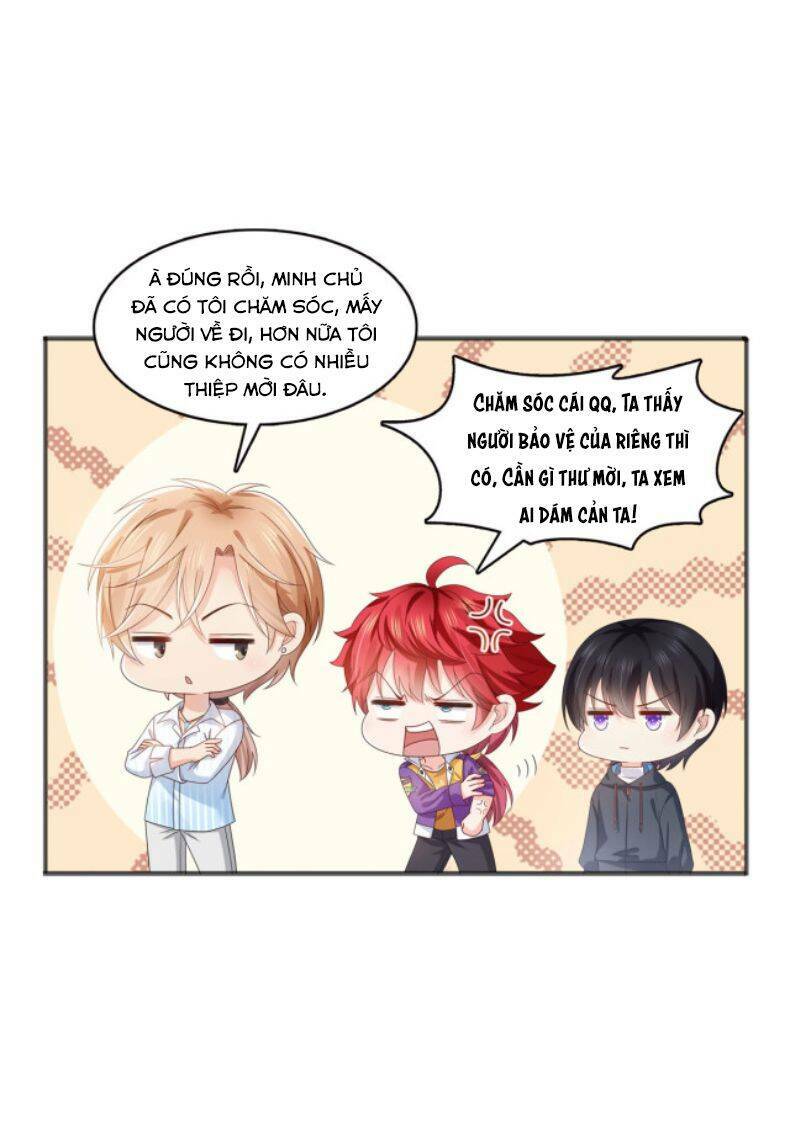 À ĐÚNG RỒI, MINH CHỦ
ĐÃ CÓ TÔI CHĂM SÓC, MẤY
NGƯỜI VỀ ĐI, HƠN NỮA TÔI
CŨNG KHÔNG CÓ NHIỀU
THIỆP MỜI ĐÂU.
CHĂM SÓC CÁI QQ, TA THẤY
NGƯỜI BẢO VỆ CỦA RIÊNG THÌ
CÓ, CẦN GÌ THƯ MỜI, TA XEM
AI DÁM CẢN TA!